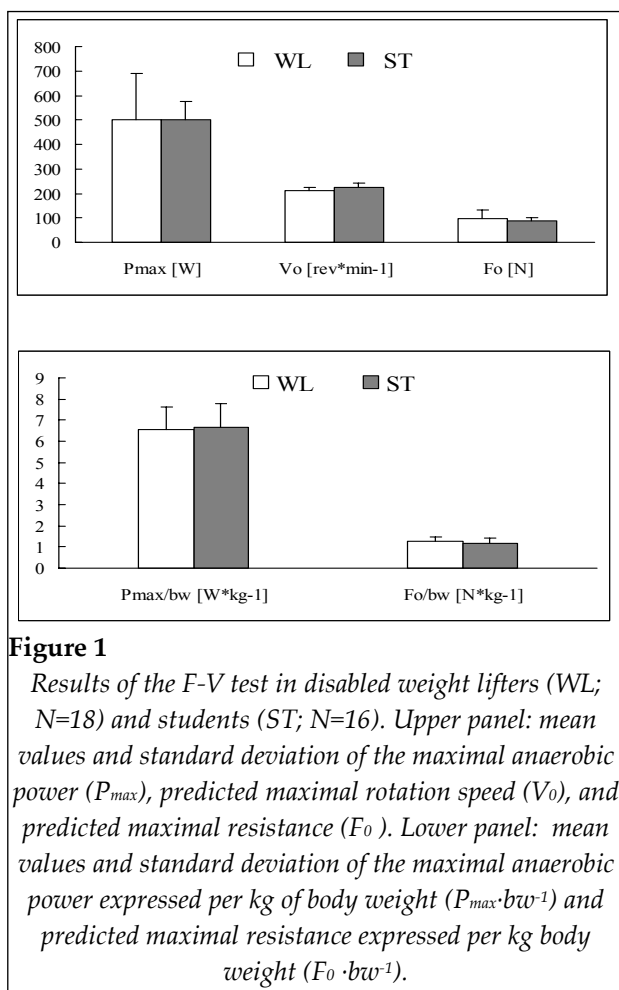 800
700
600
500
400
300
200
100
0
WL ST
Pmax [W] Vo [rev*min-1] Fo [N]
9
8
7
6
5
4
3
2
1
0
WL ST
Pmax/bw [W*kg-1] Fo/bw [N*kg-1]
Figure 1
Results of the F-V test in disabled weight lifters (WL;
N=18) and students (ST; N=16). Upper panel: mean
values and standard deviation of the maximal anaerobic
power (Pmax), predicted maximal rotation speed (V0), and
predicted maximal resistance (F0 ). Lower panel: mean
values and standard deviation of the maximal anaerobic
power expressed per kg of body weight (Pmax·bw-1) and
predicted maximal resistance expressed per kg body
weight (F0 ·bw-1).